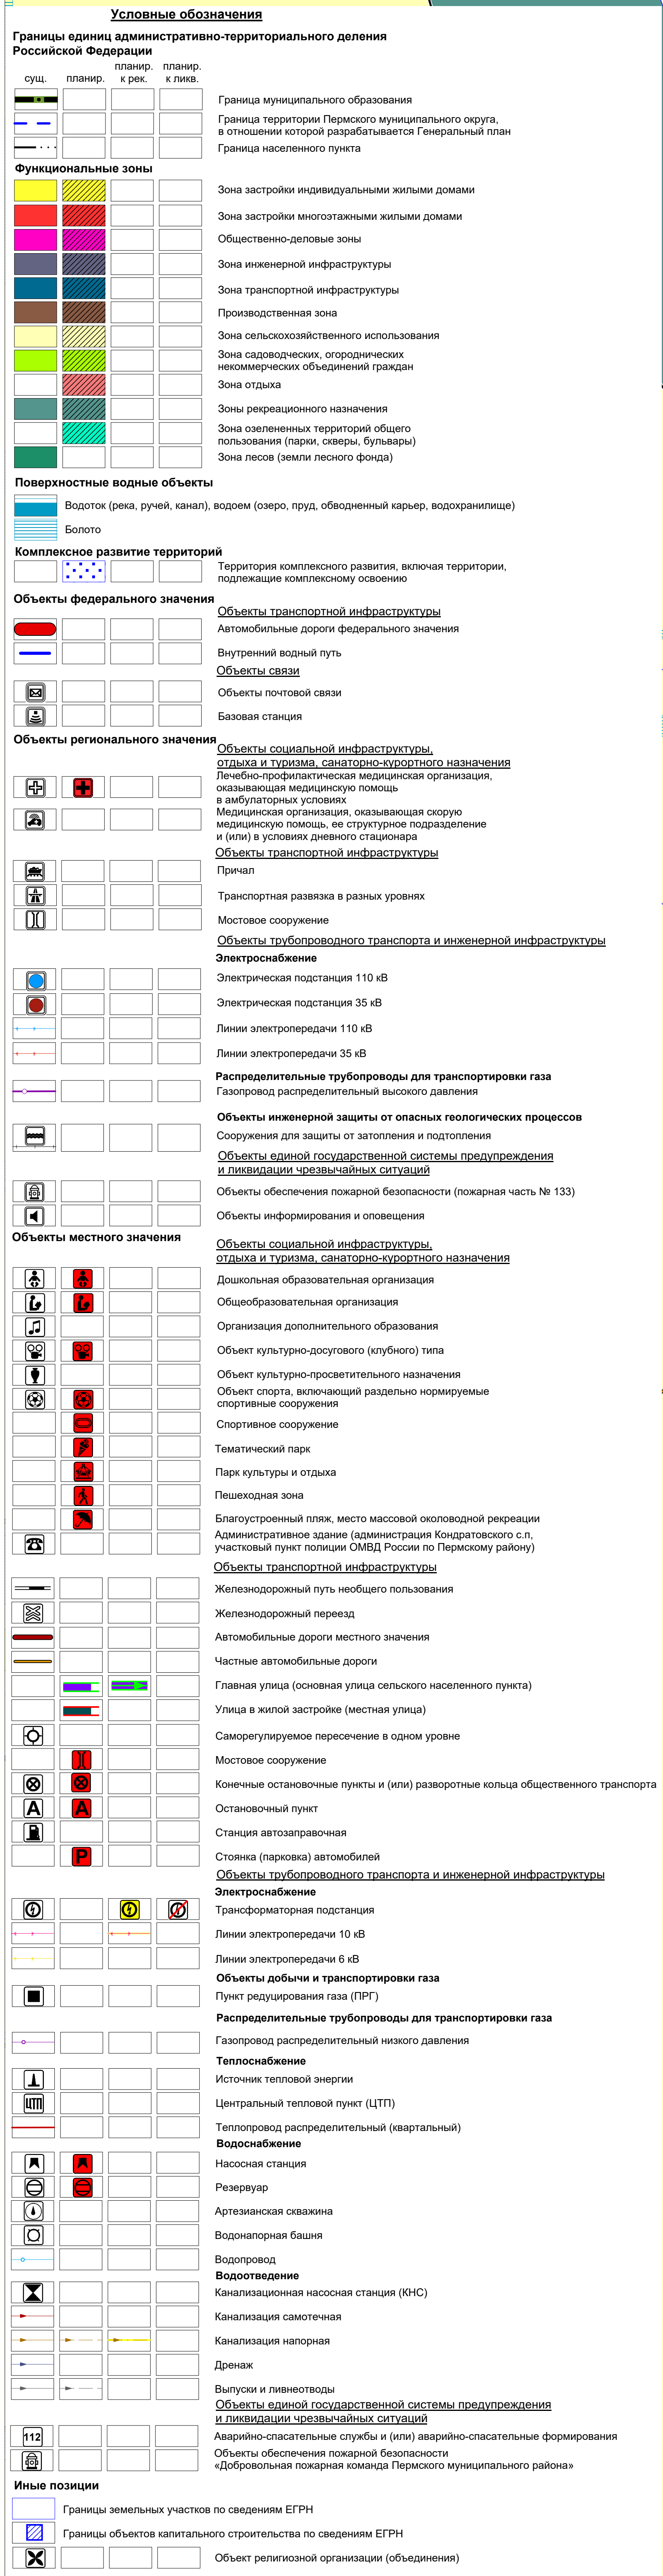 Условные обозначения
Границы единиц административно-территориального деления
Российской Федерации
сущ.
планир.
планир.
к рек.
планир.
к ликв.
Граница муниципального образования
Граница территории Пермского муниципального округа,
в отношении которой разрабатывается Генеральный план
Граница населенного пункта
Функциональные зоны
Зона застройки индивидуальными жилыми домами
Зона застройки многоэтажными жилыми домами
Общественно-деловые зоны
Зона инженерной инфраструктуры
Зона транспортной инфраструктуры
Производственная зона
Зона сельскохозяйственного использования
Зона садоводческих, огороднических
некоммерческих объединений граждан
Зона отдыха
Зоны рекреационного назначения
Зона озелененных территорий общего
пользования (парки, скверы, бульвары)
Зона лесов (земли лесного фонда)
Поверхностные водные объекты
Водоток (река, ручей, канал), водоем (озеро, пруд, обводненный карьер, водохранилище)
Болото
Комплексное развитие территорий
Территория комплексного развития, включая территории,
подлежащие комплексному освоению
Объекты федерального значения
Объекты транспортной инфраструктуры
Автомобильные дороги федерального значения
Внутренний водный путь
Объекты связи
Объекты почтовой связи
Базовая станция
Объекты регионального значения
Объекты социальной инфраструктуры,
отдыха и туризма, санаторно-курортного назначения
Лечебно-профилактическая медицинская организация,
оказывающая медицинскую помощь
в амбулаторных условиях
Медицинская организация, оказывающая скорую
медицинскую помощь, ее структурное подразделение
и (или) в условиях дневного стационара
Объекты транспортной инфраструктуры
Причал
Транспортная развязка в разных уровнях
Мостовое сооружение
Объекты трубопроводного транспорта и инженерной инфраструктуры
Электроснабжение
Электрическая подстанция 110 кВ
Электрическая подстанция 35 кВ
Линии электропередачи 110 кВ
Линии электропередачи 35 кВ
Распределительные трубопроводы для транспортировки газа
Газопровод распределительный высокого давления
Объекты инженерной защиты от опасных геологических процессов
Сооружения для защиты от затопления и подтопления
Объекты единой государственной системы предупреждения
и ликвидации чрезвычайных ситуаций
Объекты обеспечения пожарной безопасности (пожарная часть № 133)
Объекты информирования и оповещения
Объекты местного значения
Объекты социальной инфраструктуры,
отдыха и туризма, санаторно-курортного назначения
Дошкольная образовательная организация
Общеобразовательная организация
Организация дополнительного образования
Объект культурно-досугового (клубного) типа
Объект культурно-просветительного назначения
Объект спорта, включающий раздельно нормируемые
спортивные сооружения
Спортивное сооружение
Тематический парк
Парк культуры и отдыха
Пешеходная зона
Благоустроенный пляж, место массовой околоводной рекреации
Административное здание (администрация Кондратовского с.п,
участковый пункт полиции ОМВД России по Пермскому району)
Объекты транспортной инфраструктуры
Железнодорожный путь необщего пользования
Железнодорожный переезд
Автомобильные дороги местного значения
Частные автомобильные дороги
Главная улица (основная улица сельского населенного пункта)
Улица в жилой застройке (местная улица)
Саморегулируемое пересечение в одном уровне
Мостовое сооружение
Конечные остановочные пункты и (или) разворотные кольца общественного транспорта
А А Остановочный пункт
Станция автозаправочная
P Стоянка (парковка) автомобилей
Объекты трубопроводного транспорта и инженерной инфраструктуры
Электроснабжение
Трансформаторная подстанция
Линии электропередачи 10 кВ
Линии электропередачи 6 кВ
Объекты добычи и транспортировки газа
Пункт редуцирования газа (ПРГ)
Распределительные трубопроводы для транспортировки газа
Газопровод распределительный низкого давления
Теплоснабжение
Источник тепловой энергии
ЦТП Центральный тепловой пункт (ЦТП)
Теплопровод распределительный (квартальный)
Водоснабжение
Насосная станция
Резервуар
Артезианская скважина
Водонапорная башня
Водопровод
Водоотведение
Канализационная насосная станция (КНС)
Канализация самотечная
Канализация напорная
Дренаж
Выпуски и ливнеотводы
Объекты единой государственной системы предупреждения
и ликвидации чрезвычайных ситуаций
112 Аварийно-спасательные службы и (или) аварийно-спасательные формирования
Объекты обеспечения пожарной безопасности
«Добровольная пожарная команда Пермского муниципального района»
Иные позиции
Границы земельных участков по сведениям ЕГРН
Границы объектов капитального строительства по сведениям ЕГРН
Объект религиозной организации (объединения)